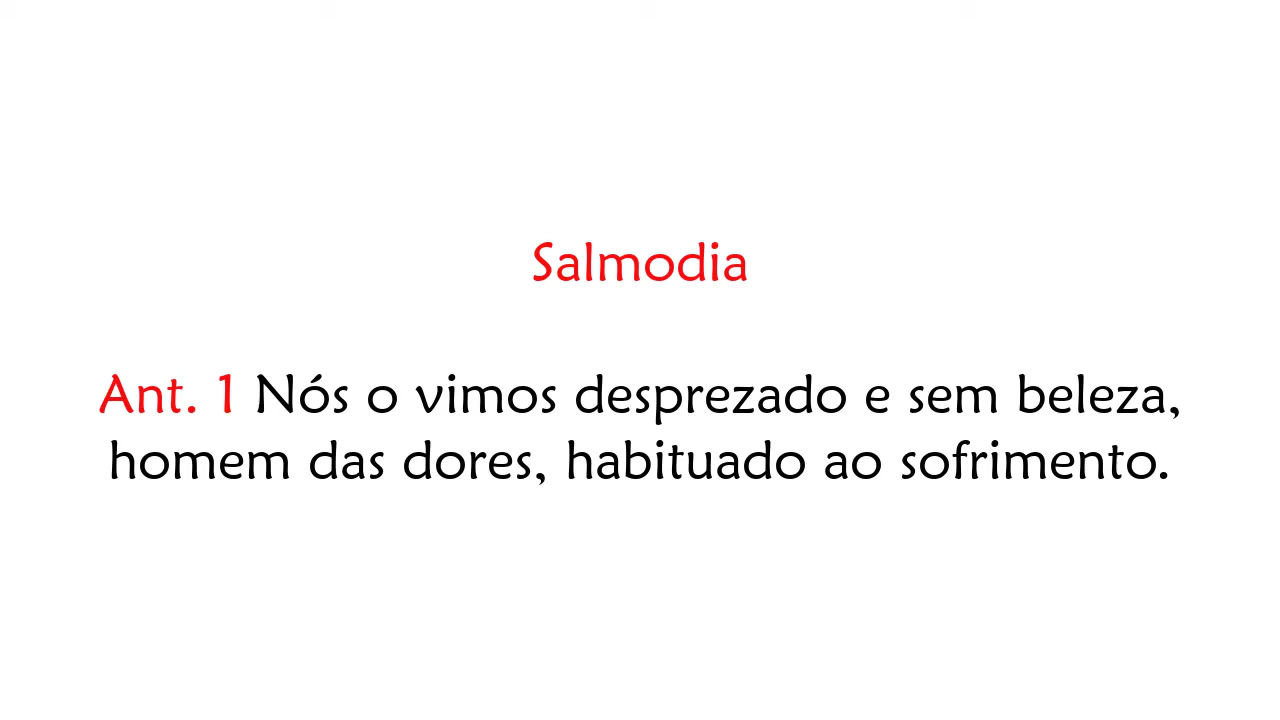 Salmodia
Ant. 1 Nós o vimos desprezado e sem beleza,
homem das dores, habituado ao sofrimento.